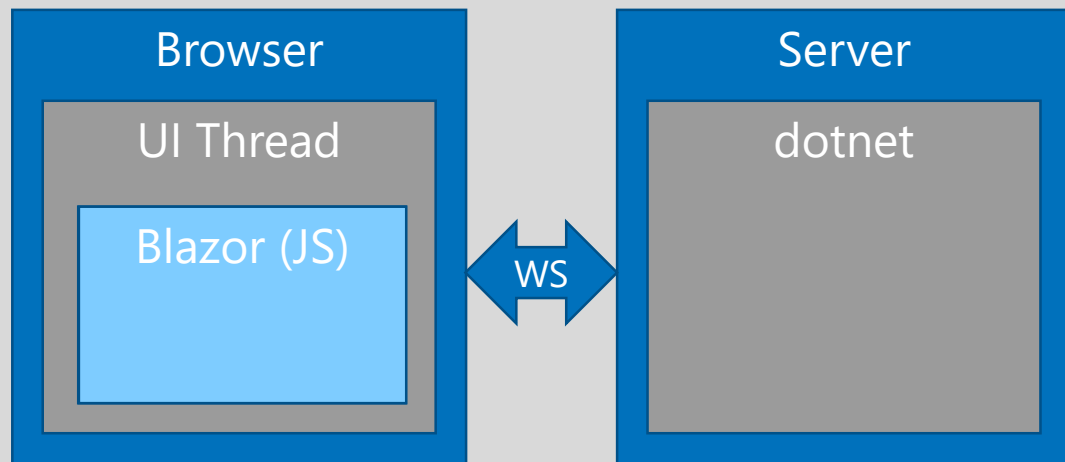 Browser
UI Thread
Blazor (JS)
WS
Server
dotnet